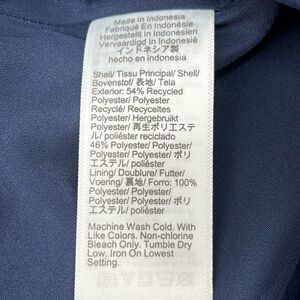 Made In Indonesia
Fabriqué En Indonésie
Hergestellt In Indonesien
Vervaardigd In Indonesië
インドネシア製
hecho en indonesia
Shell/ Tissu Principal/ Shell/
Bovenstof/ 表地/ Tela
Exterior: 54% Recycled
Polyester/ Polyester
Recyclé/ Recyceltes
Polyester/ Hergebruikt
Polyester/ 再生ポリエステ
ル/ poliéster reciclado
46% Polyester/ Polyester/
Polyester/ Polyester/ ポリ
エステル/ poliéster
Lining/ Doublure/ Futter/
Voering/ 裏地/ Forro: 100%
Polyester/ Polyester/
Polyester/ Polyester/ ポリ
エステル/ poliéster
Machine Wash Cold. With
Like Colors. Non-chlorine
Bleach Only. Tumble Dry
Low. Iron On Lowest
Setting.